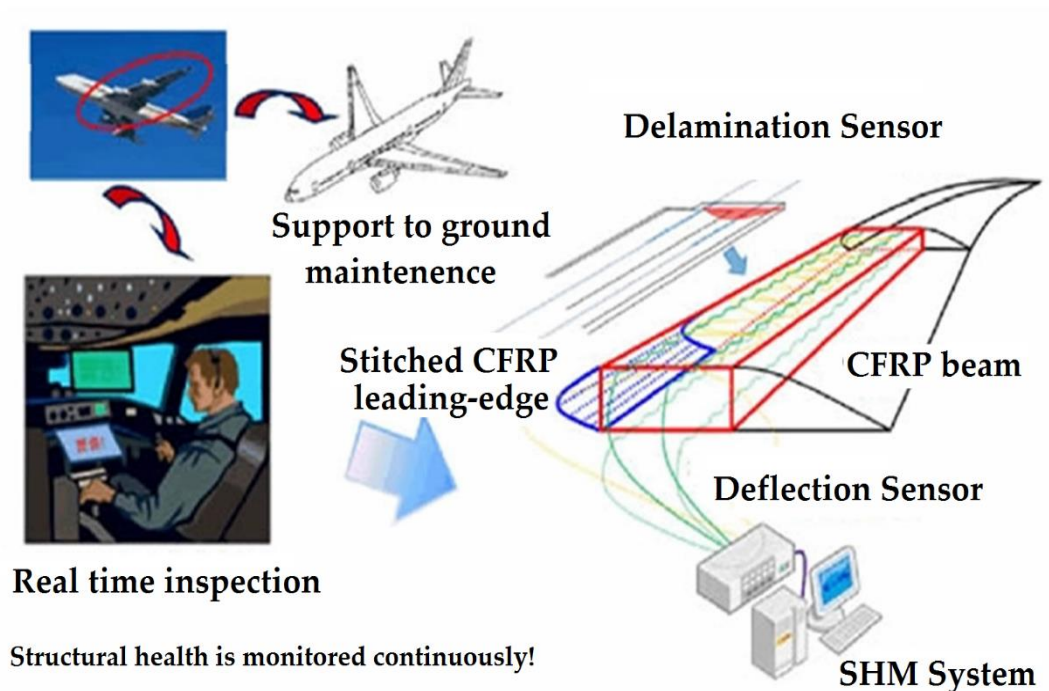 Delamination Sensor
Support to ground
maintenence
Stitched CFRP
leading-edge
CFRP beam
Deflection Sensor
Real time inspection
Structural health is monitored continuously!
SHM System